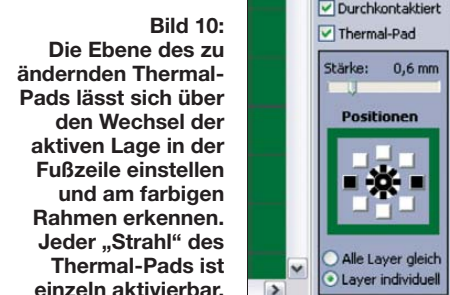 Bild 10:
Die Ebene des zu
ändernden Thermal-
Pads lässt sich über
den Wechsel der
aktiven Lage in der
Fußzeile einstellen
und am farbigen
Rahmen erkennen.
Jeder „Strahl“ des
Thermal-Pads ist
einzeln aktivierbar.
Durchkontaktiert
Thermal-Pad
Stärke: 0,6 mm
Positionen
Alle Layer gleich
Layer individuell